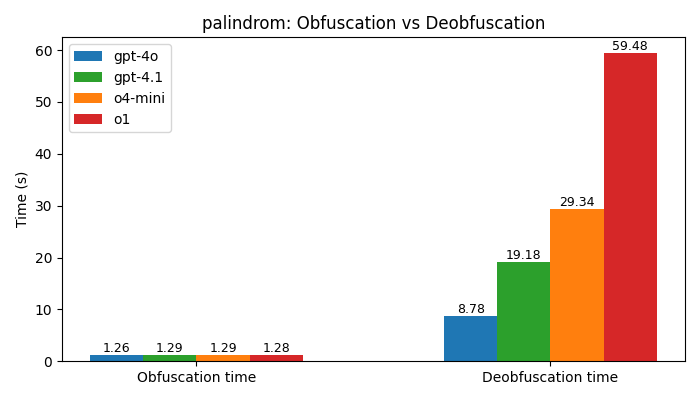 palindrom: Obfuscation vs Deobfuscation
gpt-4o
gpt-4.1
o4-mini
o1
Time (s)
60
50
40
30
20
10
0
1.26
1.29
1.29
1.28
8.78
19.18
29.34
59.48
Obfuscation time
Deobfuscation time